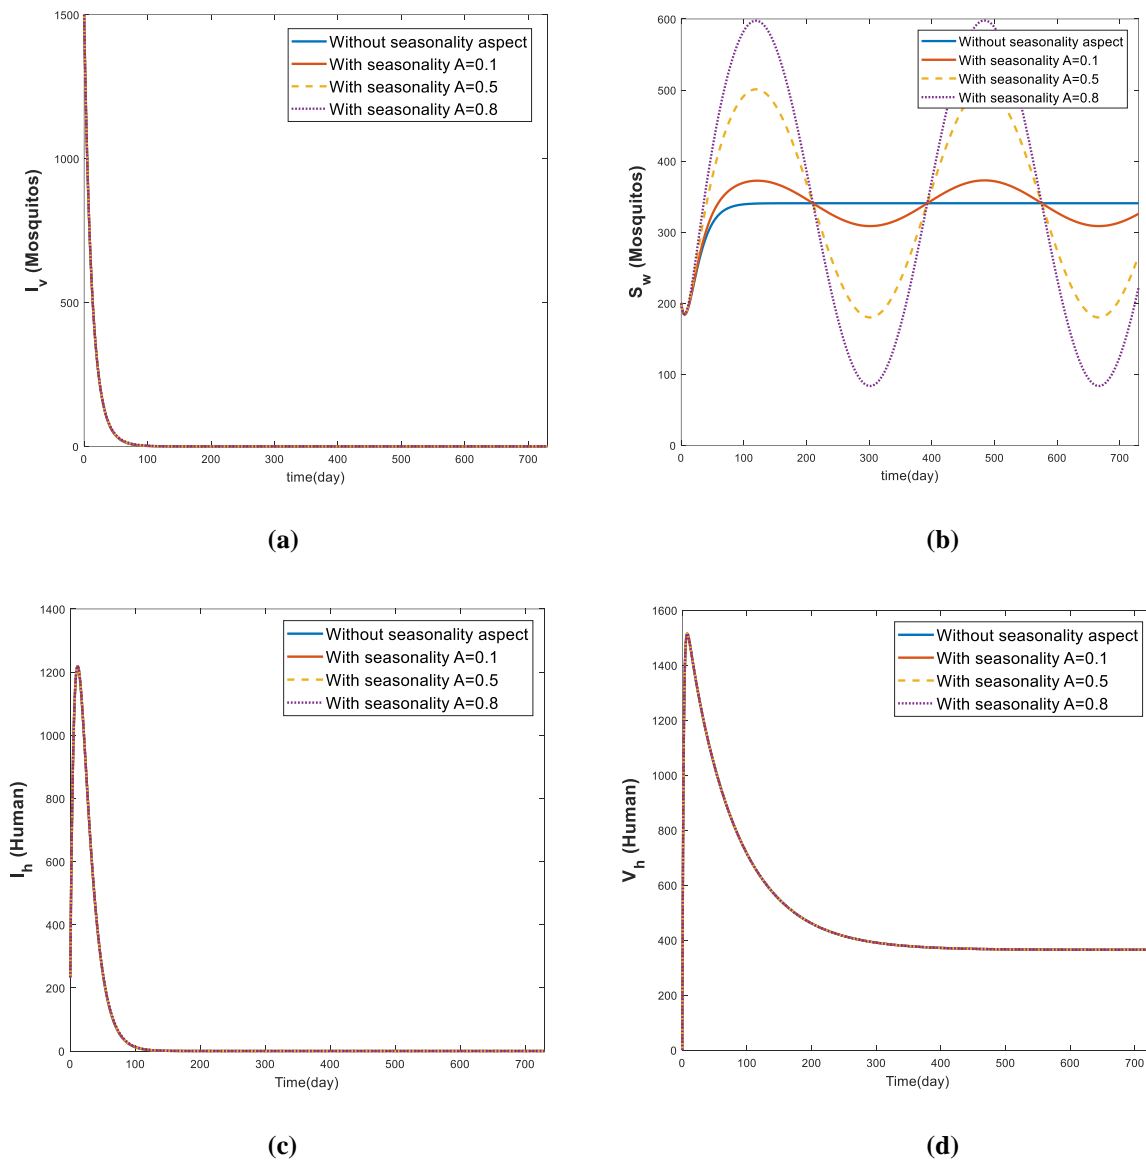 1500
1000
500
0
I_v (Mosquitos)
0 100 200 300 400 500 600 700
time(day)
Without seasonality aspect
With seasonality A=0.1
With seasonality A=0.5
With seasonality A=0.8
(a)
600
500
400
300
200
100
0
S_w (Mosquitos)
0 100 200 300 400 500 600 700
time(day)
Without seasonality aspect
With seasonality A=0.1
With seasonality A=0.5
With seasonality A=0.8
(b)
1400
1200
1000
800
600
400
200
0
I_h (Human)
0 100 200 300 400 500 600 700
Time(day)
Without seasonality aspect
With seasonality A=0.1
With seasonality A=0.5
With seasonality A=0.8
(c)
1600
1400
1200
1000
800
600
400
200
0
V_h (Human)
0 100 200 300 400 500 600 700
Time(day)
Without seasonality aspect
With seasonality A=0.1
With seasonality A=0.5
With seasonality A=0.8
(d)